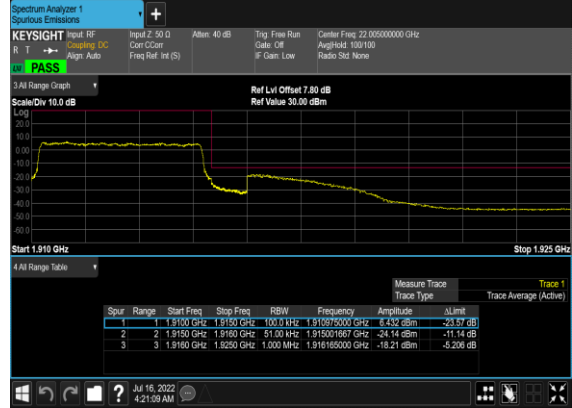 Spectrum Analyzer 1
Spurious Emissions
+
KEYSIGHT Input: RF Input Z: 50 Ω Atten: 40 dB Trig: Free Run Center Freq: 22.005000000 GHz
R T Coupling: DC Corr CCorr Gate: Off Avg|Hold: 100/100
Align: Auto Freq Ref: Int (S) IF Gain: Low Radio Std: None
PASS
3 All Range Graph
Ref Lvl Offset 7.80 dB
Scale/Div 10.0 dB Ref Value 30.00 dBm
Log
20.0
10.0
0.00
-10.0
-20.0
-30.0
-40.0
-50.0
-60.0
Start 1.910 GHz Stop 1.925 GHz
4 All Range Table
Measure Trace Trace 1
Trace Type Trace Average (Active)
Spur Range Start Freq Stop Freq RBW Frequency Amplitude ΔLimit
1 1 1.9100 GHz 1.9150 GHz 100.0 kHz 1.910975000 GHz 6.432 dBm -23.57 dB
2 2 1.9150 GHz 1.9160 GHz 51.00 kHz 1.915001667 GHz -24.14 dBm -11.14 dB
3 3 1.9160 GHz 1.9250 GHz 1.000 MHz 1.916165000 GHz -18.21 dBm -5.206 dB
? Jul 16, 2022
4:21:09 AM